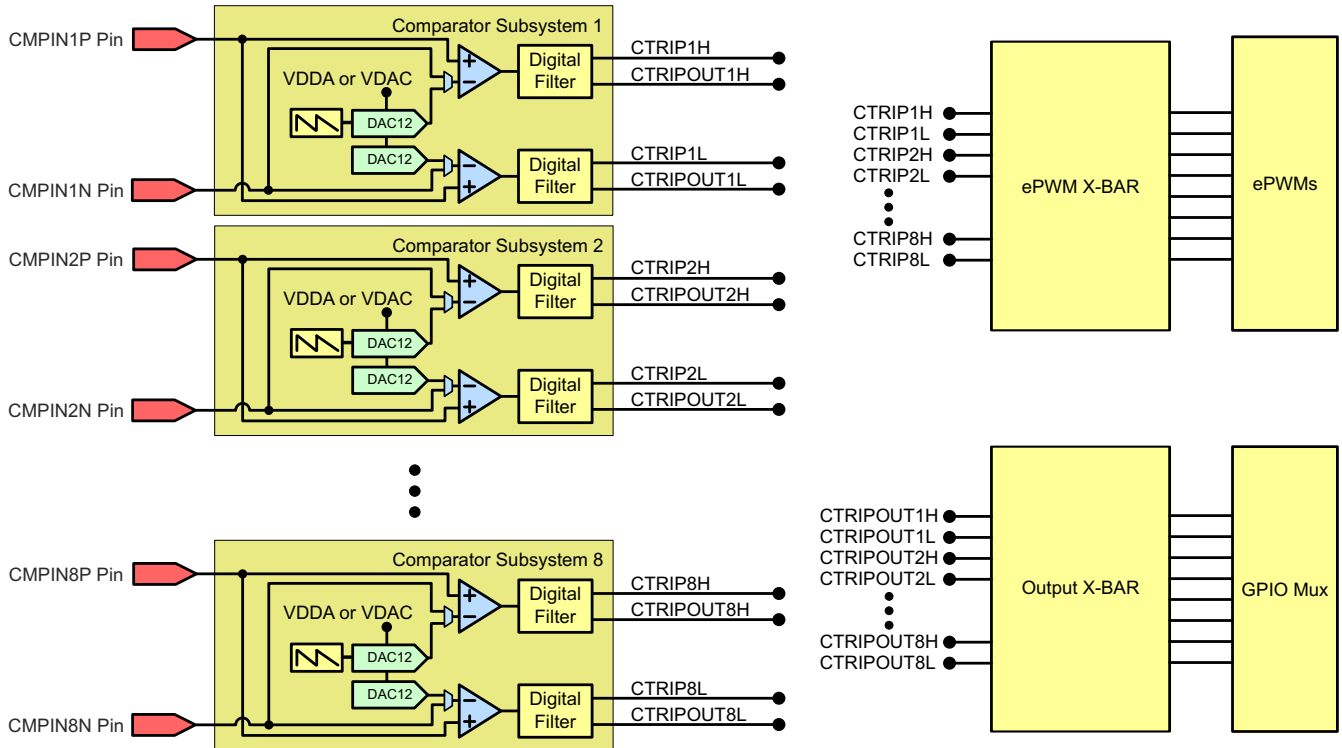 Comparator Subsystem 1
CMPIN1P Pin
VDDA or VDAC
DAC12
DAC12
+
−
Digital
Filter
CTRIP1H
CTRIPOUT1H
CMPIN1N Pin
−
+
Digital
Filter
CTRIP1L
CTRIPOUT1L
Comparator Subsystem 2
CMPIN2P Pin
VDDA or VDAC
DAC12
DAC12
+
−
Digital
Filter
CTRIP2H
CTRIPOUT2H
CMPIN2N Pin
−
+
Digital
Filter
CTRIP2L
CTRIPOUT2L
Comparator Subsystem 8
CMPIN8P Pin
VDDA or VDAC
DAC12
DAC12
+
−
Digital
Filter
CTRIP8H
CTRIPOUT8H
CMPIN8N Pin
−
+
Digital
Filter
CTRIP8L
CTRIPOUT8L
CTRIP1H
CTRIP1L
CTRIP2H
CTRIP2L
CTRIP8H
CTRIP8L
ePWM X-BAR
ePWMs
CTRIPOUT1H
CTRIPOUT1L
CTRIPOUT2H
CTRIPOUT2L
CTRIPOUT8H
CTRIPOUT8L
Output X-BAR
GPIO Mux